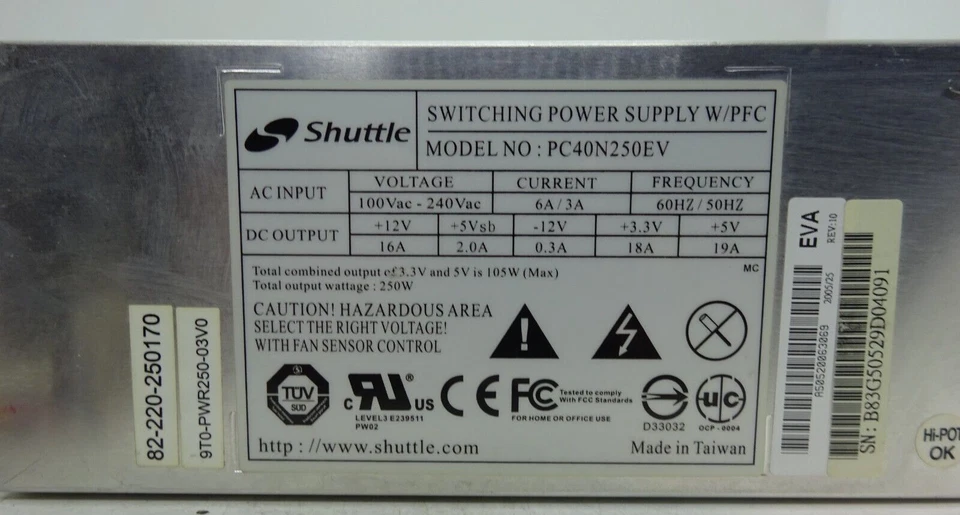 Shuttle
SWITCHING POWER SUPPLY W/PFC
MODEL NO : PC40N250EV
AC INPUT VOLTAGE CURRENT FREQUENCY
100Vac - 240Vac 6A / 3A 60HZ / 50HZ
DC OUTPUT +12V +5Vsb -12V +3.3V +5V
16A 2.0A 0.3A 18A 19A
Total combined output of 3.3V and 5V is 105W (Max)
MC
Total output wattage : 250W
CAUTION! HAZARDOUS AREA
SELECT THE RIGHT VOLTAGE!
WITH FAN SENSOR CONTROL
TÜV
SÜD
C UR ® US
LEVEL3 E239511
PW02
CE
FC
Tested to comply
With FCC Standards
FOR HOME OR OFFICE USE
D33032
UC
OCP -0004
http : //www.shuttle.com
Made in Taiwan
82-220-250170
9T0-PWR250-03V0
EVA
REV:10
2005/25
A50520063069
SN: B83G50529D04091
Hi-POT
OK